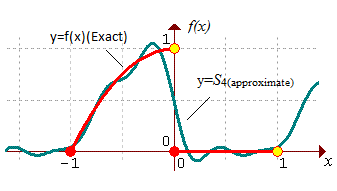 f(x)
y=f(x)(Exact)
1
y=S4(approximate)
0
−1
0
1
x